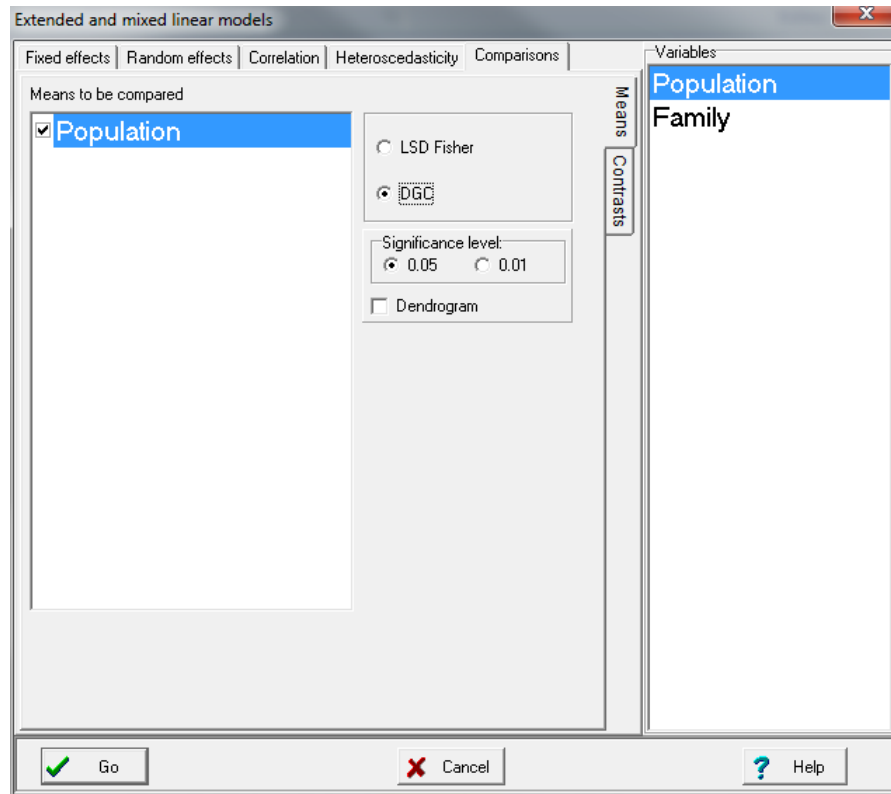 Extended and mixed linear models
x
Fixed effects Random effects Correlation Heteroscedasticity Comparisons
Means to be compared
Population
LSD Fisher
DGC
Significance level:
0.05 0.01
Dendrogram
Means
Contrasts
Variables
Population
Family
Go
Cancel
? Help